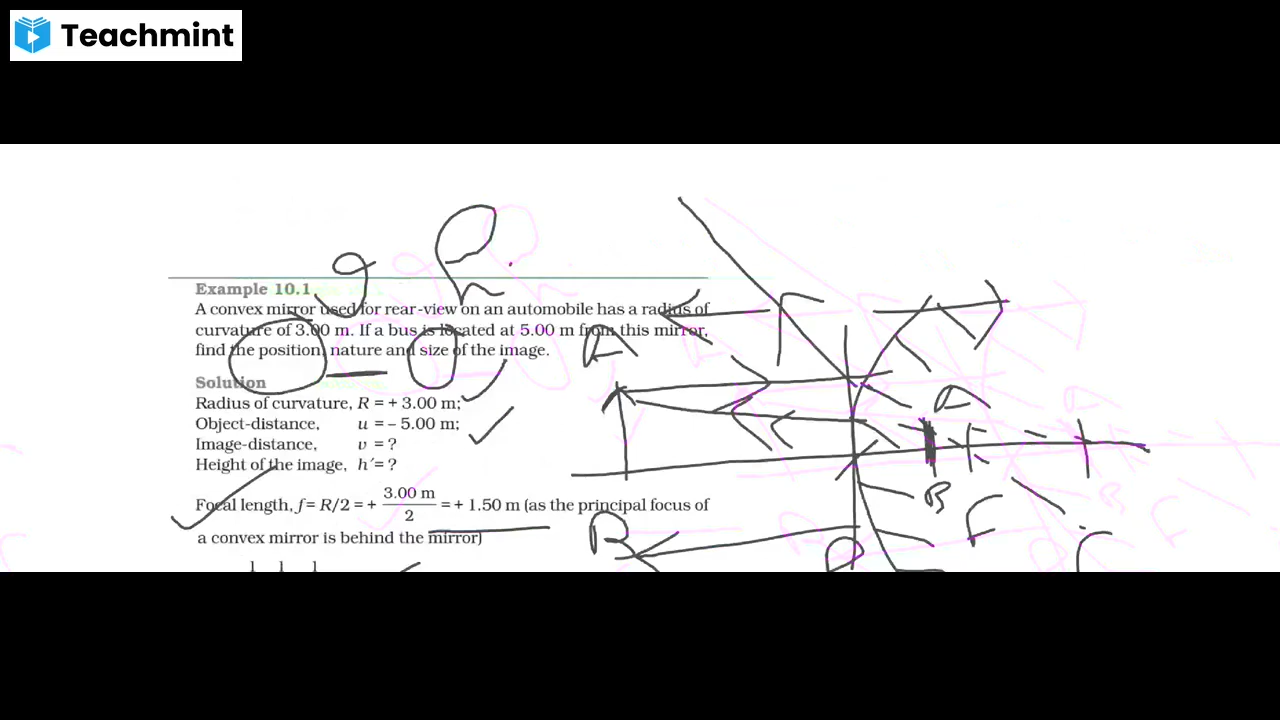 Teachmint
Example 10.1
A convex mirror used for rear-view on an automobile has a radius of
curvature of 3.00 m. If a bus is located at 5.00 m from this mirror,
find the position, nature and size of the image.
Solution
Radius of curvature, R = + 3.00 m;
Object-distance, u = – 5.00 m;
Image-distance, v = ?
Height of the image, h′= ?
Focal length, f = R/2 = + 3.00 m / 2 = + 1.50 m (as the principal focus of
a convex mirror is behind the mirror)
A
A
B
B
P
F
C